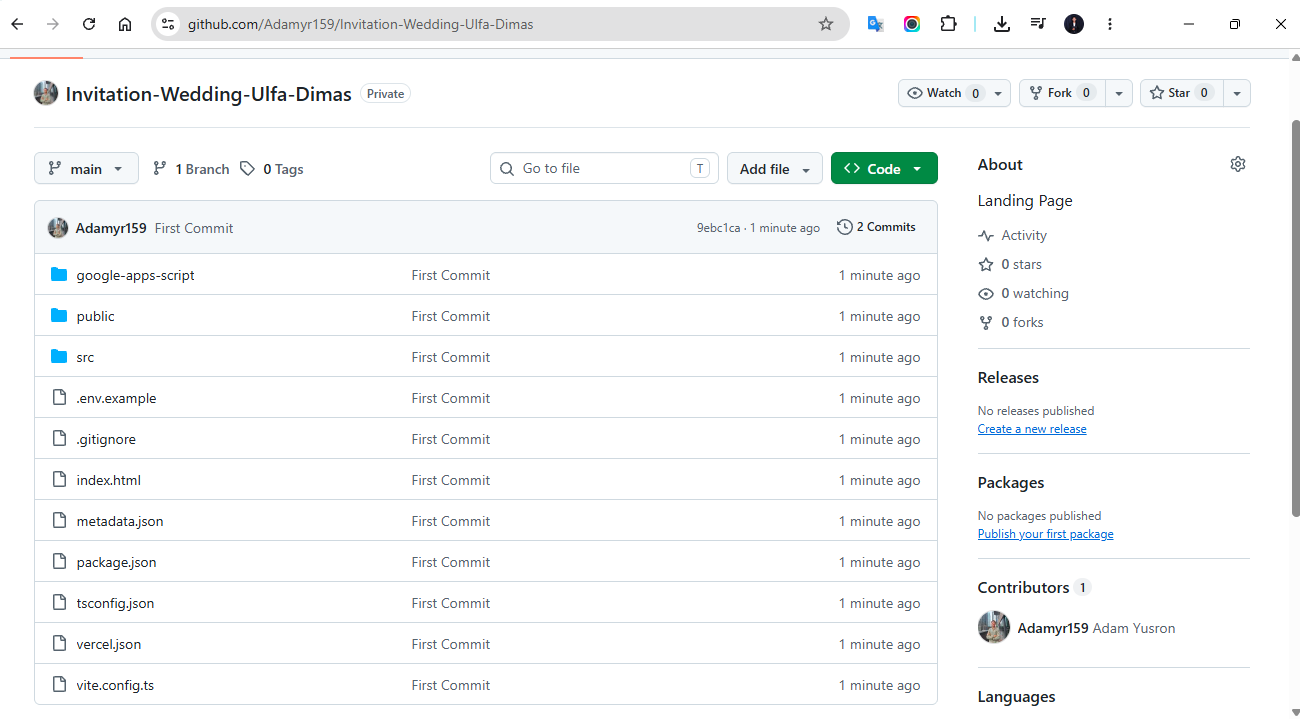 github.com/Adamyr159/Invitation-Wedding-Ulfa-Dimas
Invitation-Wedding-Ulfa-Dimas Private Watch 0 Fork 0 Star 0
main 1 Branch 0 Tags Go to file T Add file Code
Adamyr159 First Commit 9ebc1ca · 1 minute ago 2 Commits
google-apps-script First Commit 1 minute ago
public First Commit 1 minute ago
src First Commit 1 minute ago
.env.example First Commit 1 minute ago
.gitignore First Commit 1 minute ago
index.html First Commit 1 minute ago
metadata.json First Commit 1 minute ago
package.json First Commit 1 minute ago
tsconfig.json First Commit 1 minute ago
vercel.json First Commit 1 minute ago
vite.config.ts First Commit 1 minute ago
About
Landing Page
Activity
0 stars
0 watching
0 forks
Releases
No releases published
Create a new release
Packages
No packages published
Publish your first package
Contributors 1
Adamyr159 Adam Yusron
Languages